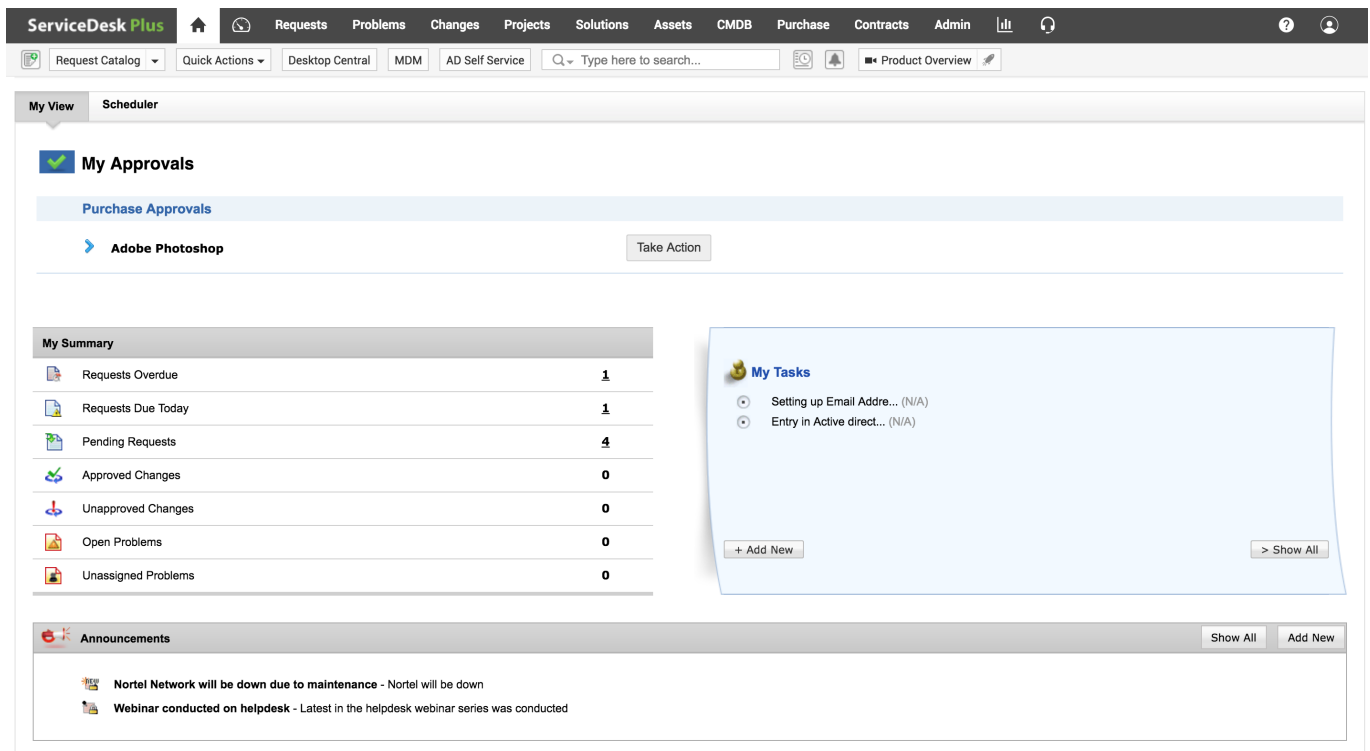 ServiceDesk Plus Requests Problems Changes Projects Solutions Assets CMDB Purchase Contracts Admin
Request Catalog Quick Actions Desktop Central MDM AD Self Service Type here to search... Product Overview
My View Scheduler
My Approvals
Purchase Approvals
Adobe Photoshop Take Action
My Summary
Requests Overdue 1
Requests Due Today 1
Pending Requests 4
Approved Changes 0
Unapproved Changes 0
Open Problems 0
Unassigned Problems 0
My Tasks
Setting up Email Addre... (N/A)
Entry in Active direct... (N/A)
+ Add New > Show All
Announcements Show All Add New
Nortel Network will be down due to maintenance - Nortel will be down
Webinar conducted on helpdesk - Latest in the helpdesk webinar series was conducted